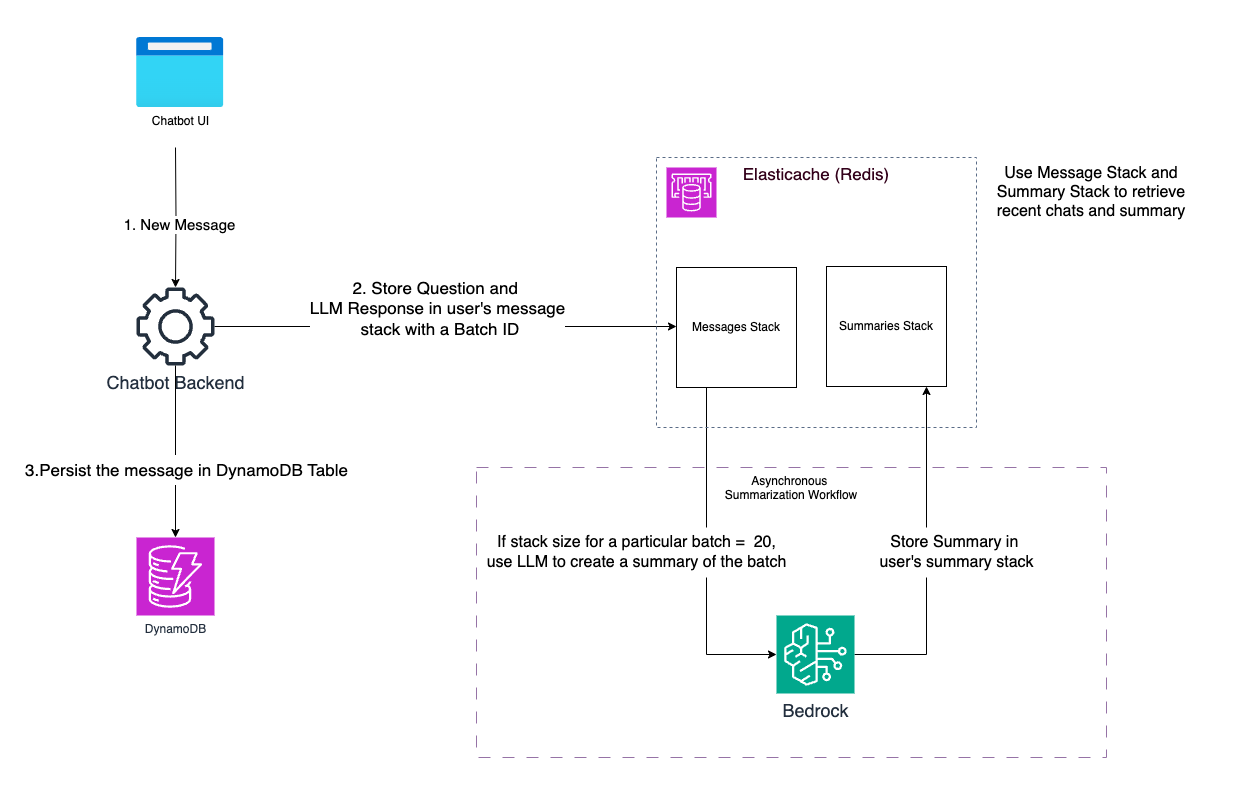 Chatbot UI
1. New Message
Elasticache (Redis)
Use Message Stack and
Summary Stack to retrieve
recent chats and summary
2. Store Question and
LLM Response in user's message
stack with a Batch ID
Messages Stack
Summaries Stack
Chatbot Backend
3.Persist the message in DynamoDB Table
DynamoDB
Asynchronous
Summarization Workflow
If stack size for a particular batch = 20,
use LLM to create a summary of the batch
Store Summary in
user's summary stack
Bedrock